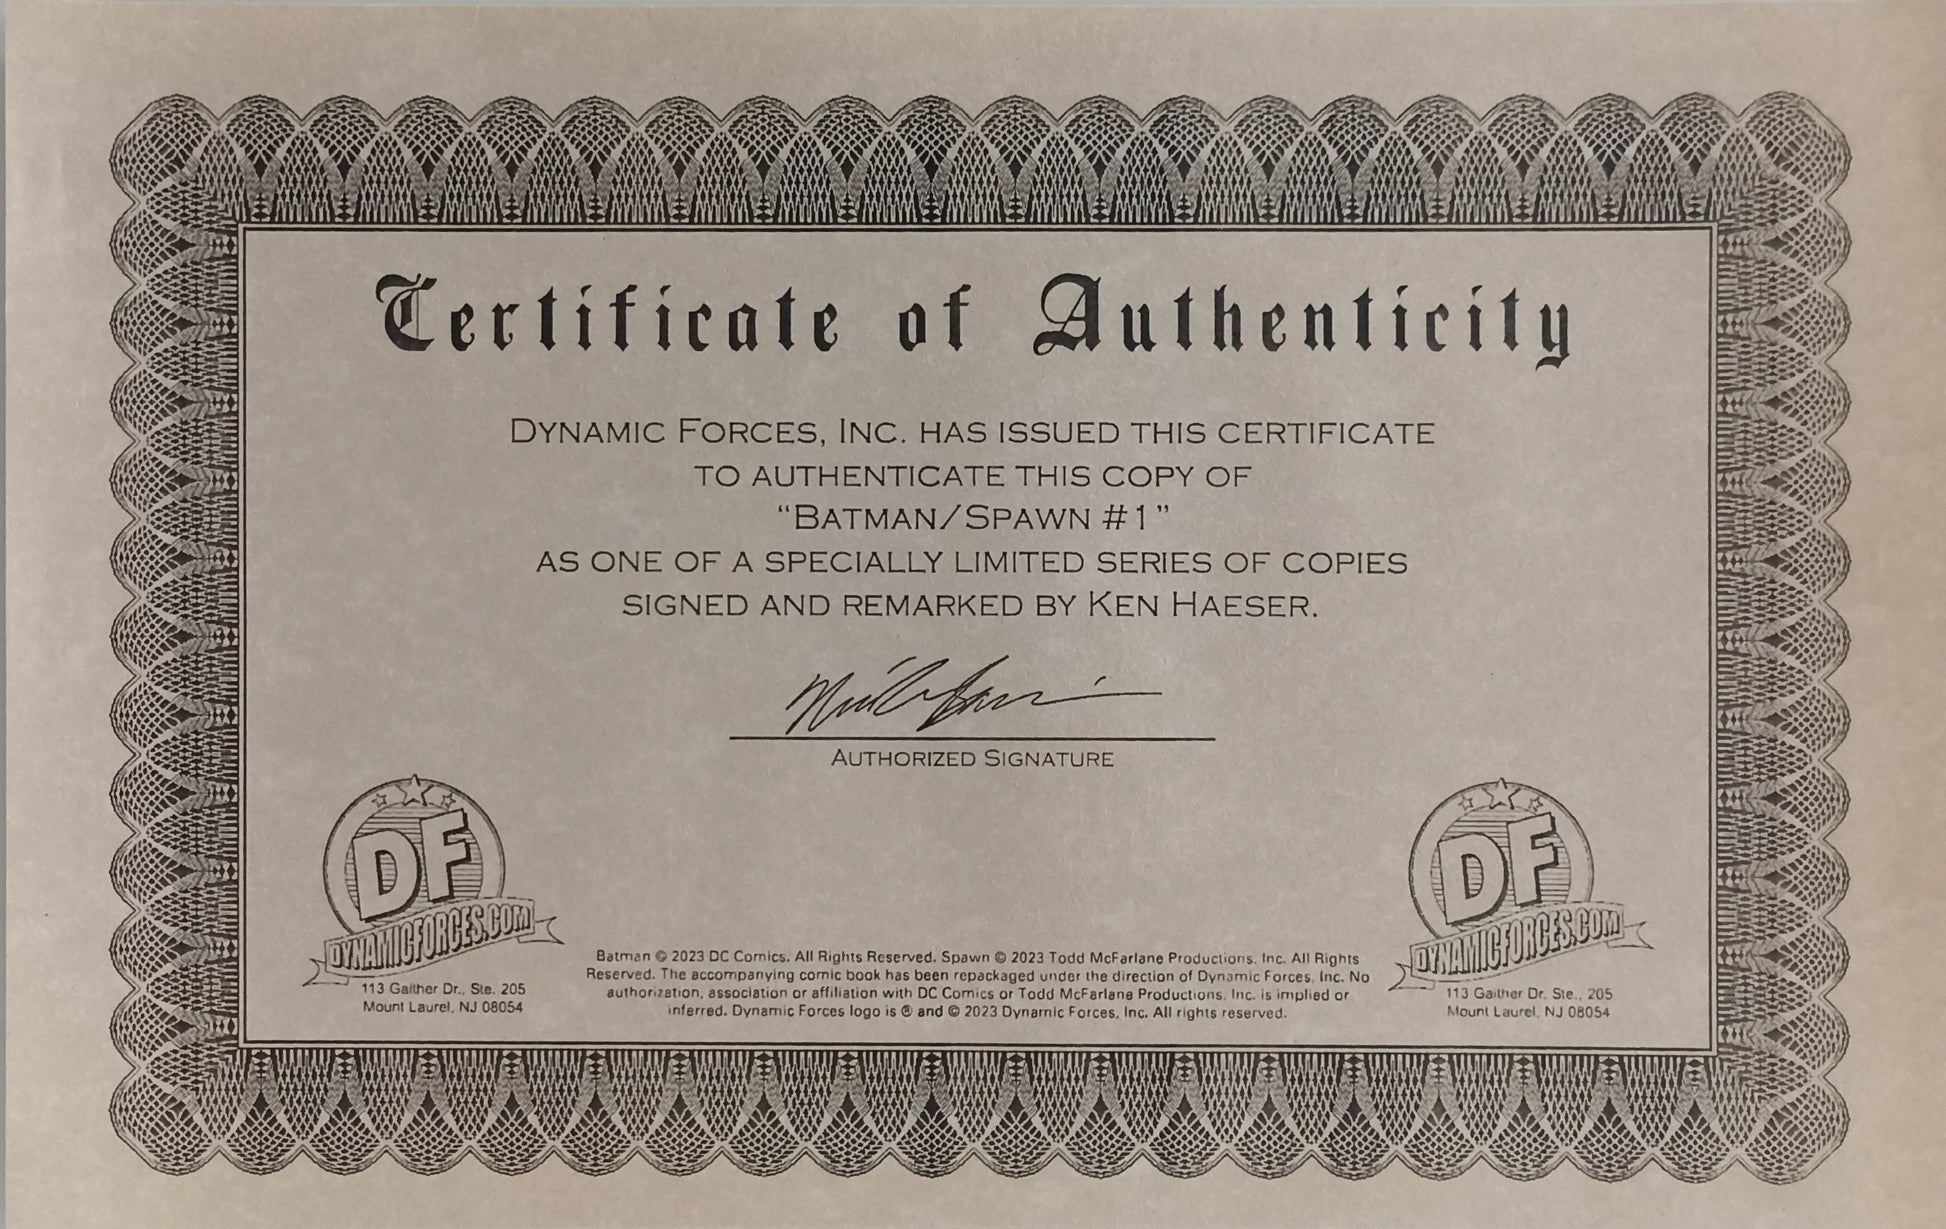 Certificate of Authenticity
DYNAMIC FORCES, INC. HAS ISSUED THIS CERTIFICATE
TO AUTHENTICATE THIS COPY OF
“BATMAN/SPAWN #1”
AS ONE OF A SPECIALLY LIMITED SERIES OF COPIES
SIGNED AND REMARKED BY KEN HAESER.
AUTHORIZED SIGNATURE
DF
DYNAMICFORCES.COM
113 Gaither Dr., Ste. 205
Mount Laurel, NJ 08054
Batman © 2023 DC Comics. All Rights Reserved. Spawn © 2023 Todd McFarlane Productions, Inc. All Rights
Reserved. The accompanying comic book has been repackaged under the direction of Dynamic Forces, Inc. No
authorization, association or affiliation with DC Comics or Todd McFarlane Productions, Inc. is implied or
inferred. Dynamic Forces logo is ® and © 2023 Dynamic Forces, Inc. All rights reserved.
DF
DYNAMICFORCES.COM
113 Gaither Dr. Ste., 205
Mount Laurel, NJ 08054